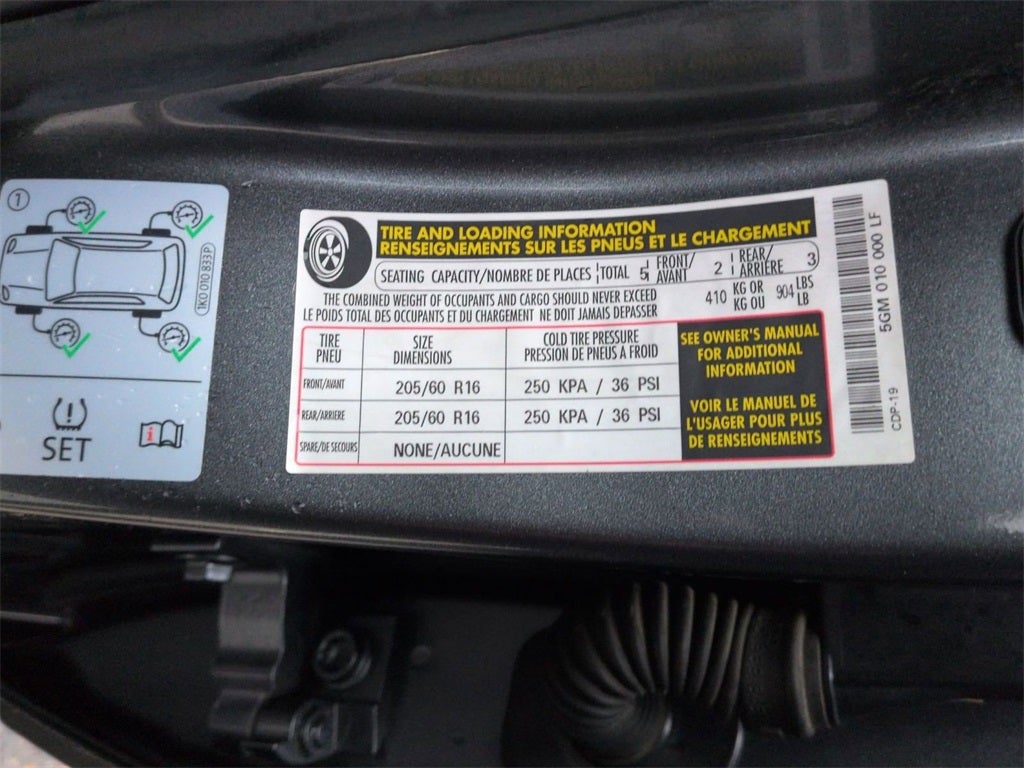 1
1K0 010 833 P
SET
TIRE AND LOADING INFORMATION
RENSEIGNEMENTS SUR LES PNEUS ET LE CHARGEMENT
SEATING CAPACITY/NOMBRE DE PLACES TOTAL 5 FRONT/AVANT 2 REAR/ARRIÈRE 3
THE COMBINED WEIGHT OF OCCUPANTS AND CARGO SHOULD NEVER EXCEED
LE POIDS TOTAL DES OCCUPANTS ET DU CHARGEMENT NE DOIT JAMAIS DEPASSER
410 KG OR 904 LBS
KG OU LB
TIRE SIZE COLD TIRE PRESSURE
PNEU DIMENSIONS PRESSION DE PNEUS A FROID
FRONT/AVANT 205/60 R16 250 KPA / 36 PSI
REAR/ARRIERE 205/60 R16 250 KPA / 36 PSI
SPARE/DE SECOURS NONE/AUCUNE
SEE OWNER'S MANUAL
FOR ADDITIONAL
INFORMATION
VOIR LE MANUEL DE
L'USAGER POUR PLUS
DE RENSEIGNEMENTS
5GM 010 000 LF
CDP-19